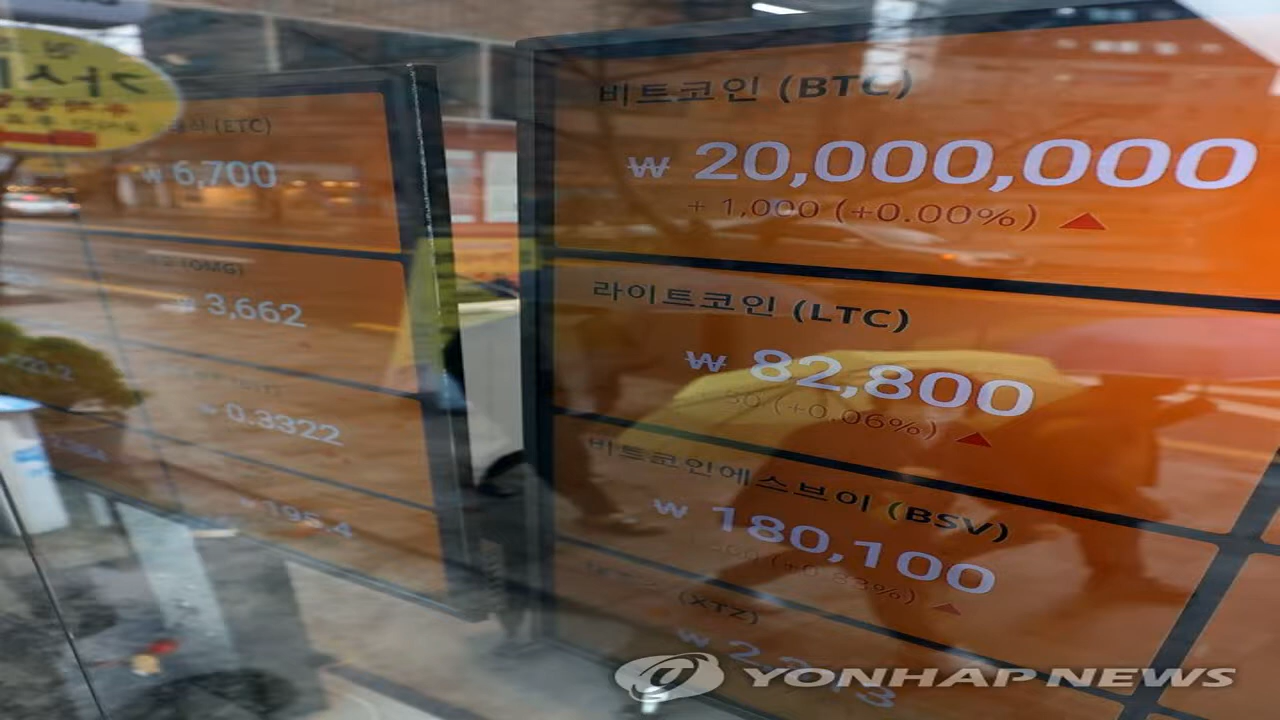 (ETC)
₩ 6,700
(OMG)
₩ 3,662
0.3322
195.4
비트코인 (BTC)
₩ 20,000,000
+ 1,000 (+0.00%) ▲
라이트코인 (LTC)
₩ 82,800
50 (+0.06%) ▲
비트코인에스브이 (BSV)
₩ 180,100
(+0.83%) ▲
(XTZ)
YONHAP NEWS